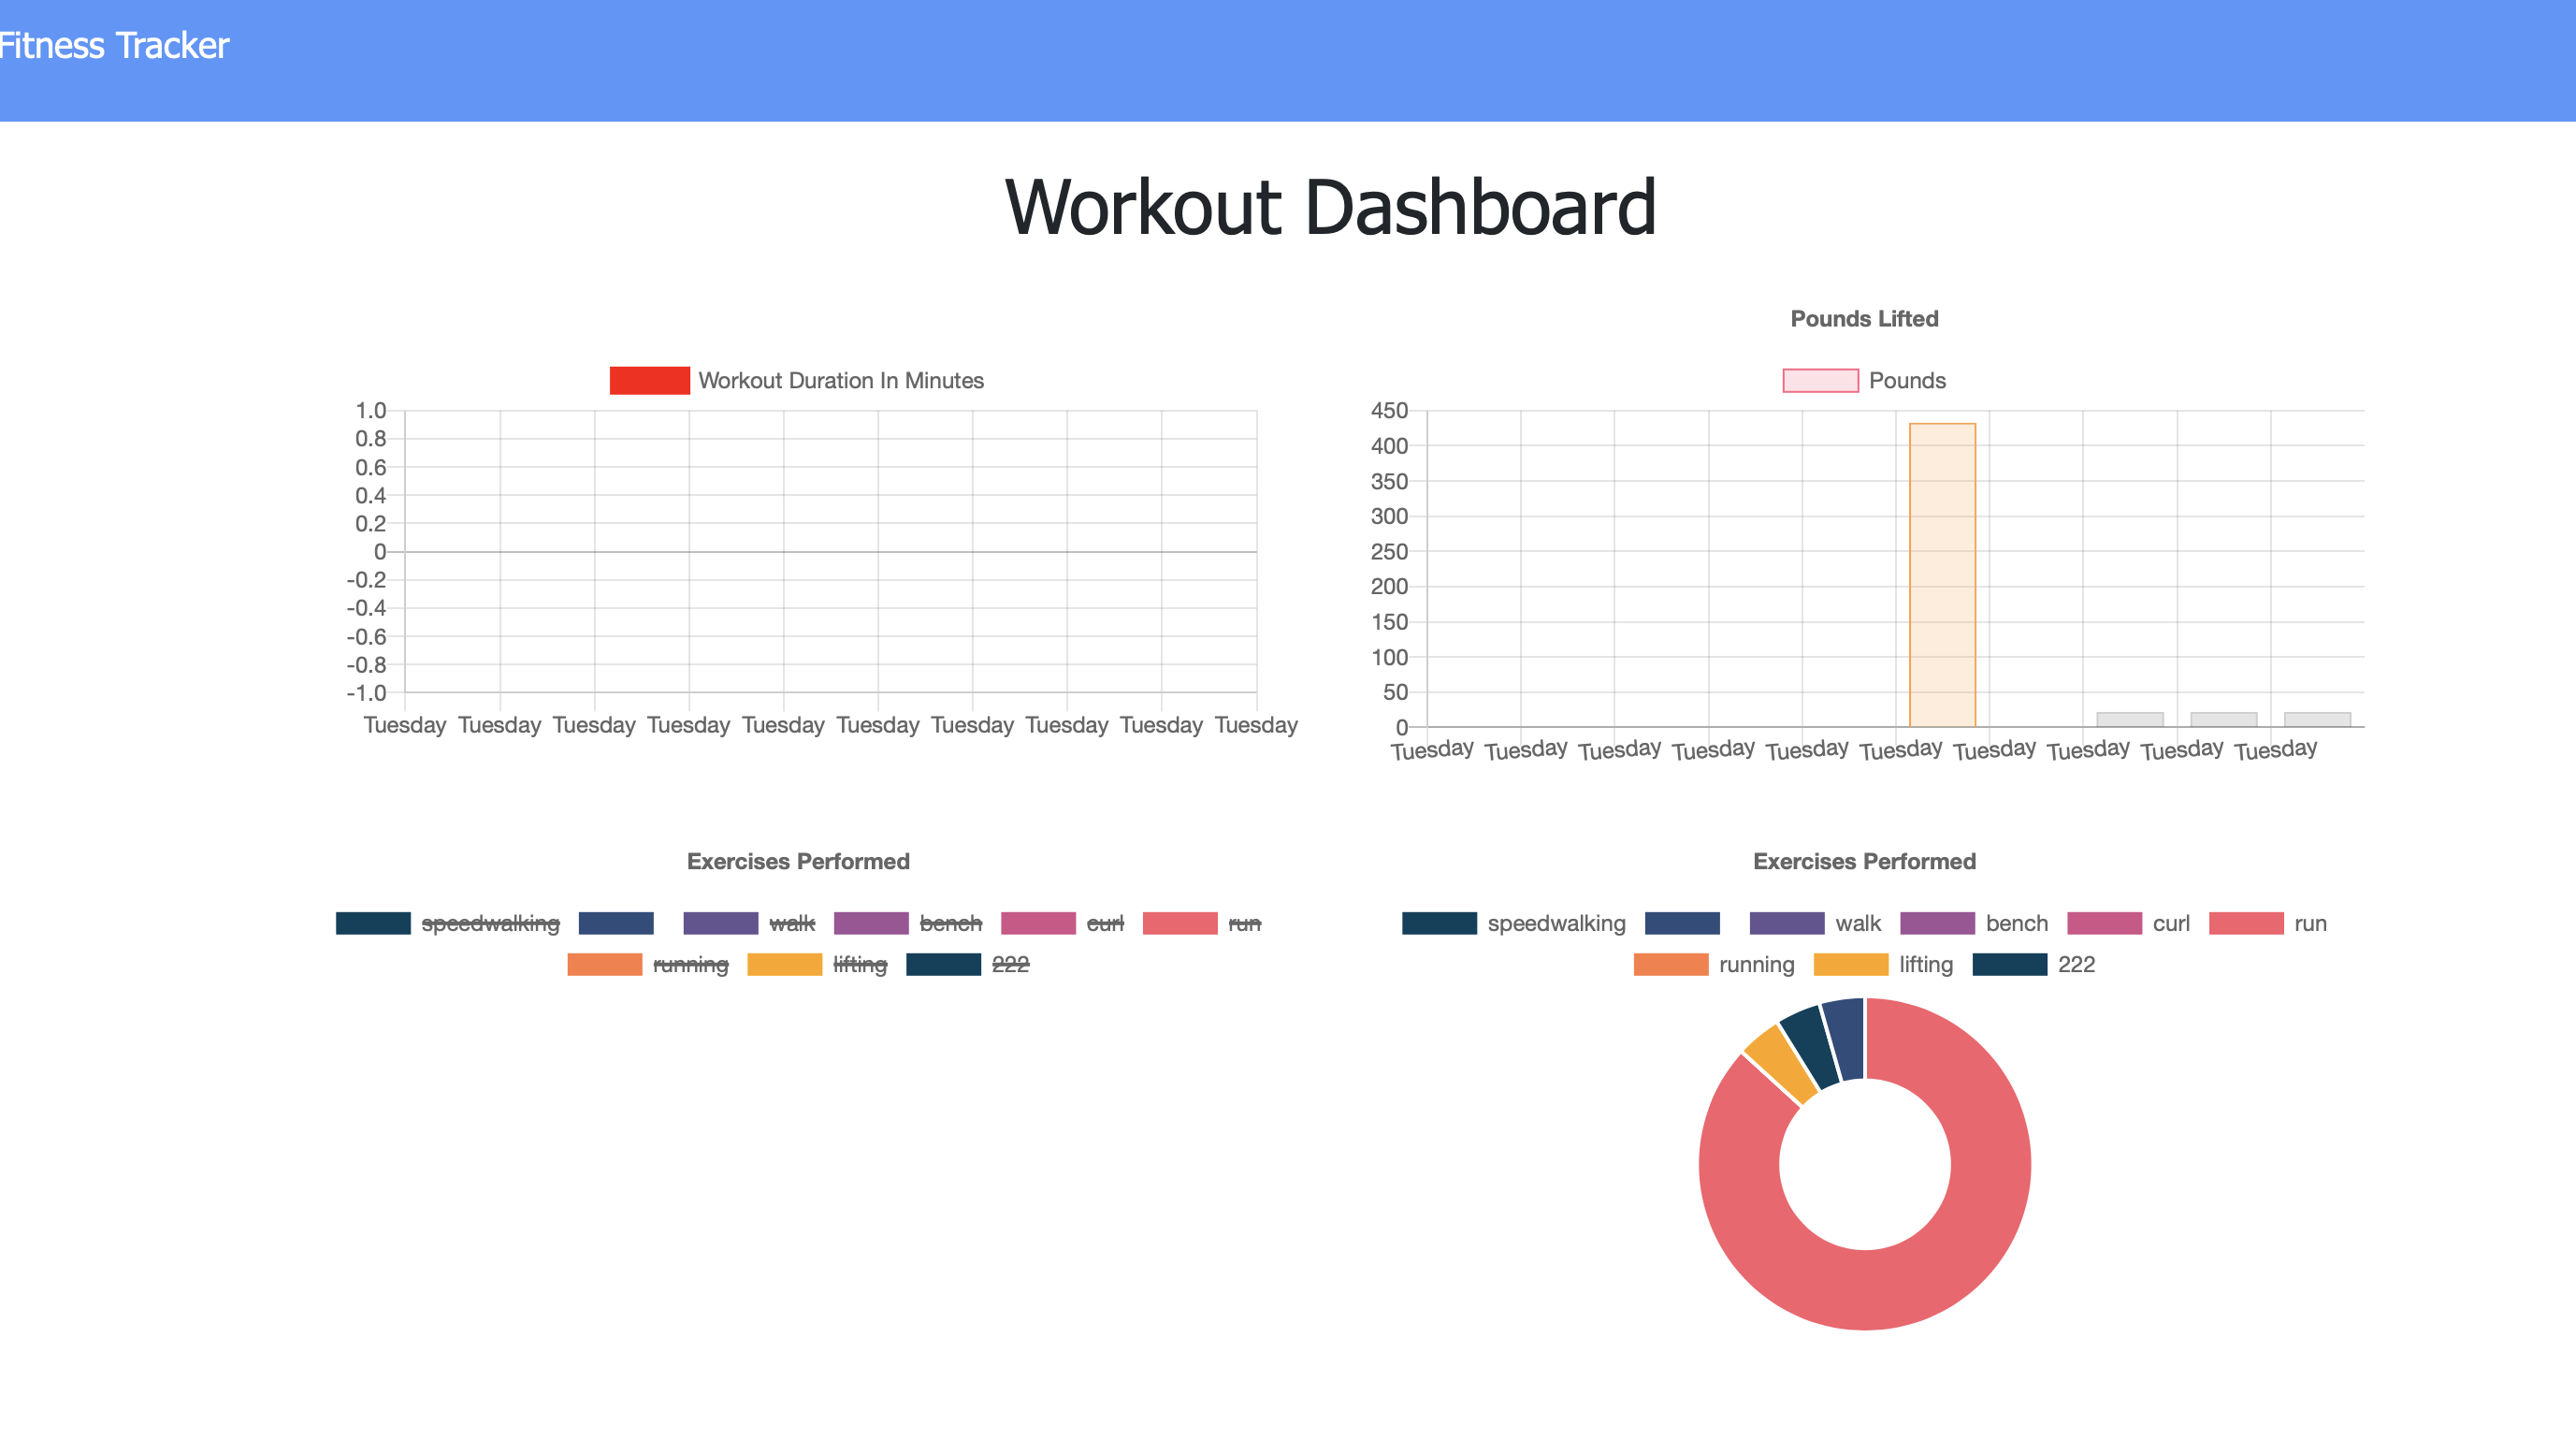 Fitness Tracker
Workout Dashboard
Workout Duration In Minutes
1.0
0.8
0.6
0.4
0.2
0
-0.2
-0.4
-0.6
-0.8
-1.0
Tuesday Tuesday Tuesday Tuesday Tuesday Tuesday Tuesday Tuesday Tuesday Tuesday
Pounds Lifted
Pounds
450
400
350
300
250
200
150
100
50
0
Tuesday Tuesday Tuesday Tuesday Tuesday Tuesday Tuesday Tuesday Tuesday Tuesday
Exercises Performed
speedwalking walk bench curl run
running lifting 222
Exercises Performed
speedwalking walk bench curl run
running lifting 222